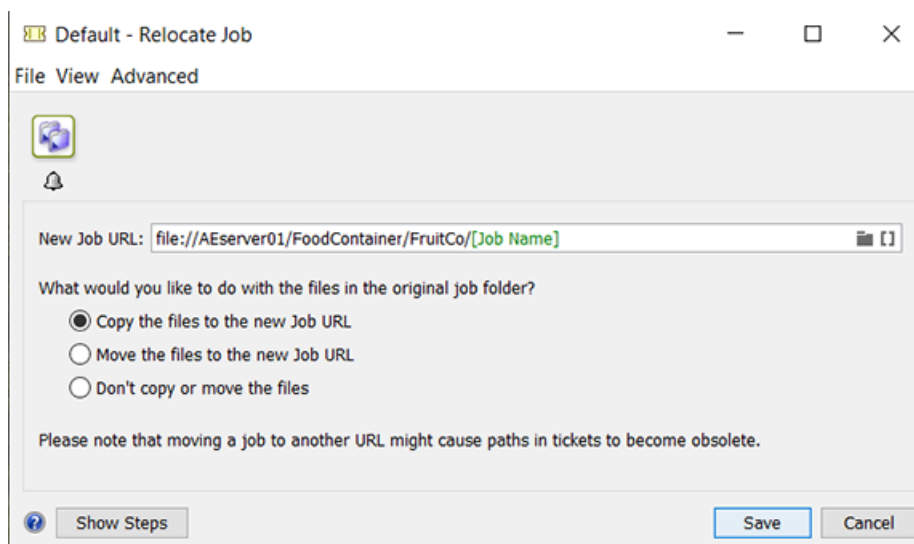 Default - Relocate Job
File View Advanced
New Job URL: file://AEserver01/FoodContainer/FruitCo/[Job Name]
What would you like to do with the files in the original job folder?
Copy the files to the new Job URL
Move the files to the new Job URL
Don't copy or move the files
Please note that moving a job to another URL might cause paths in tickets to become obsolete.
Show Steps Save Cancel